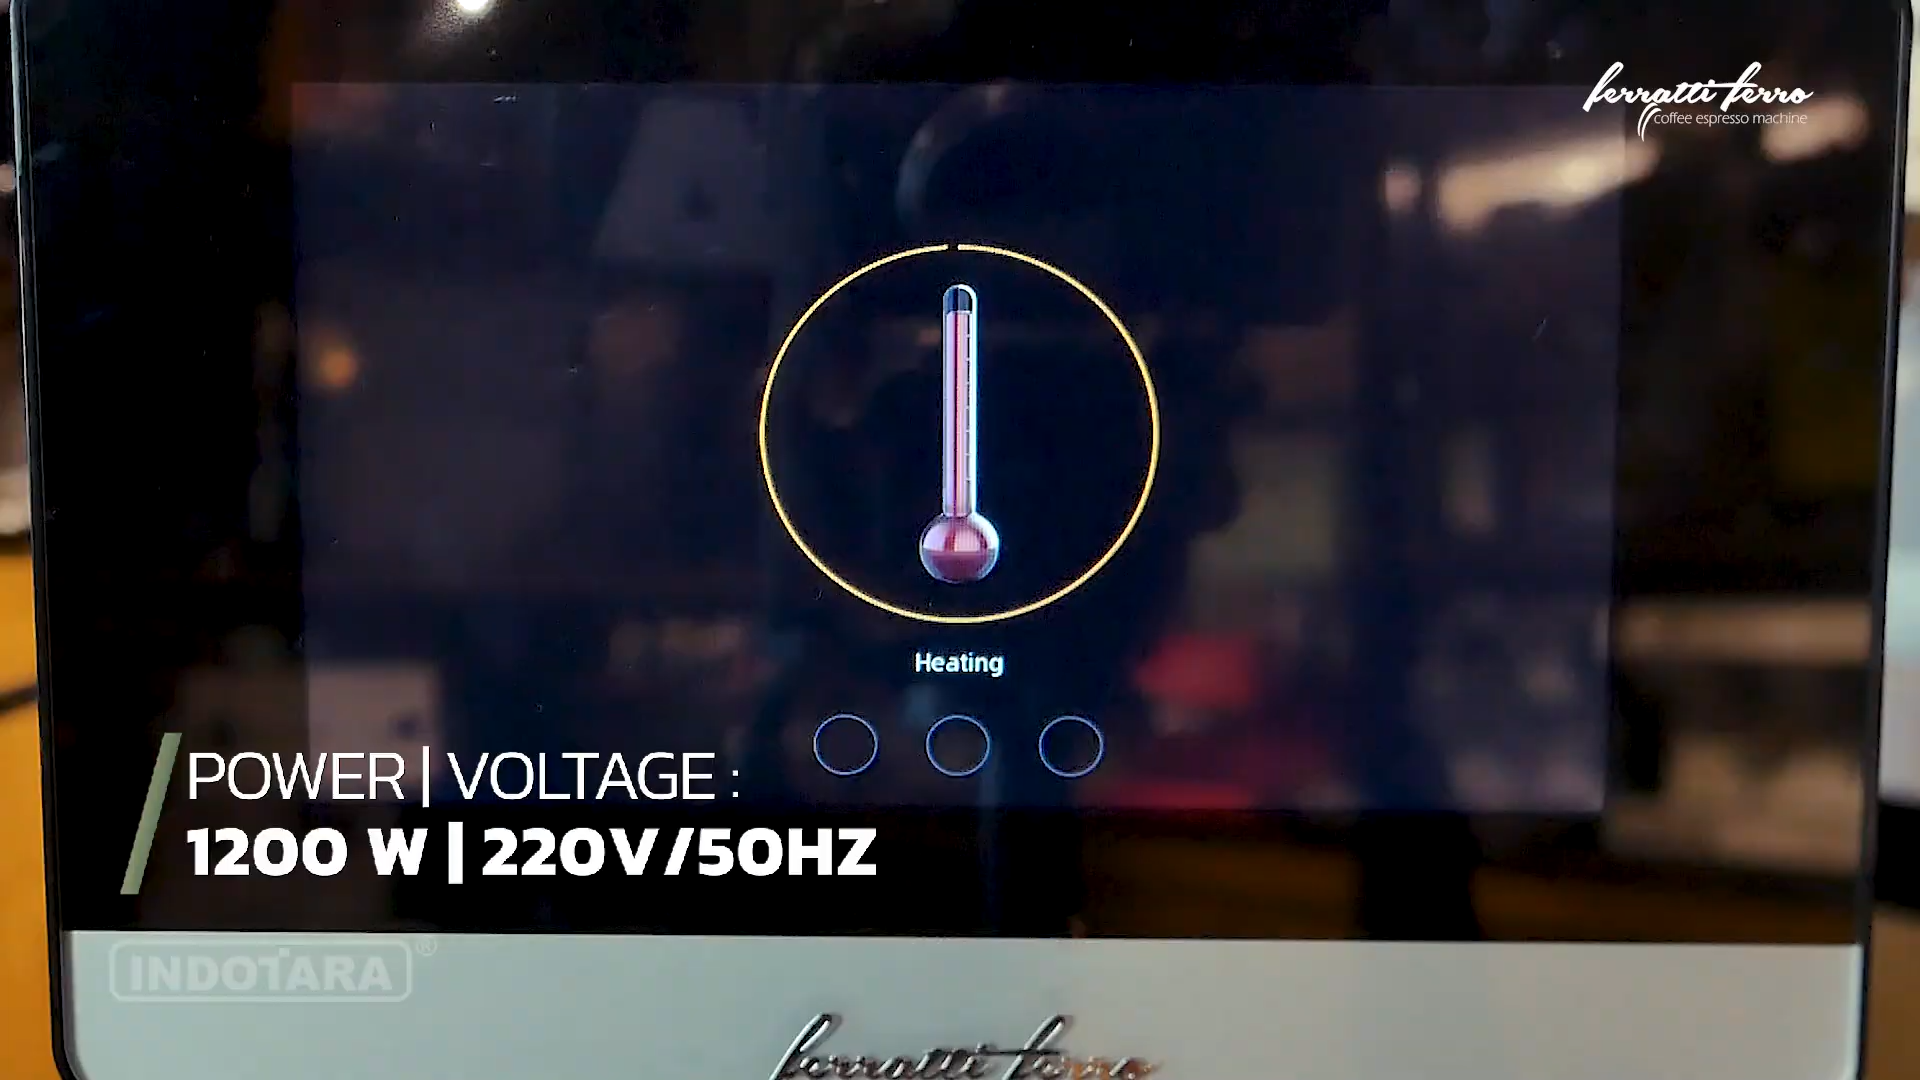 ferratti ferro
coffee espresso machine
Heating
POWER | VOLTAGE :
1200 W | 220V/50HZ
INDOTARA®
ferratti ferro